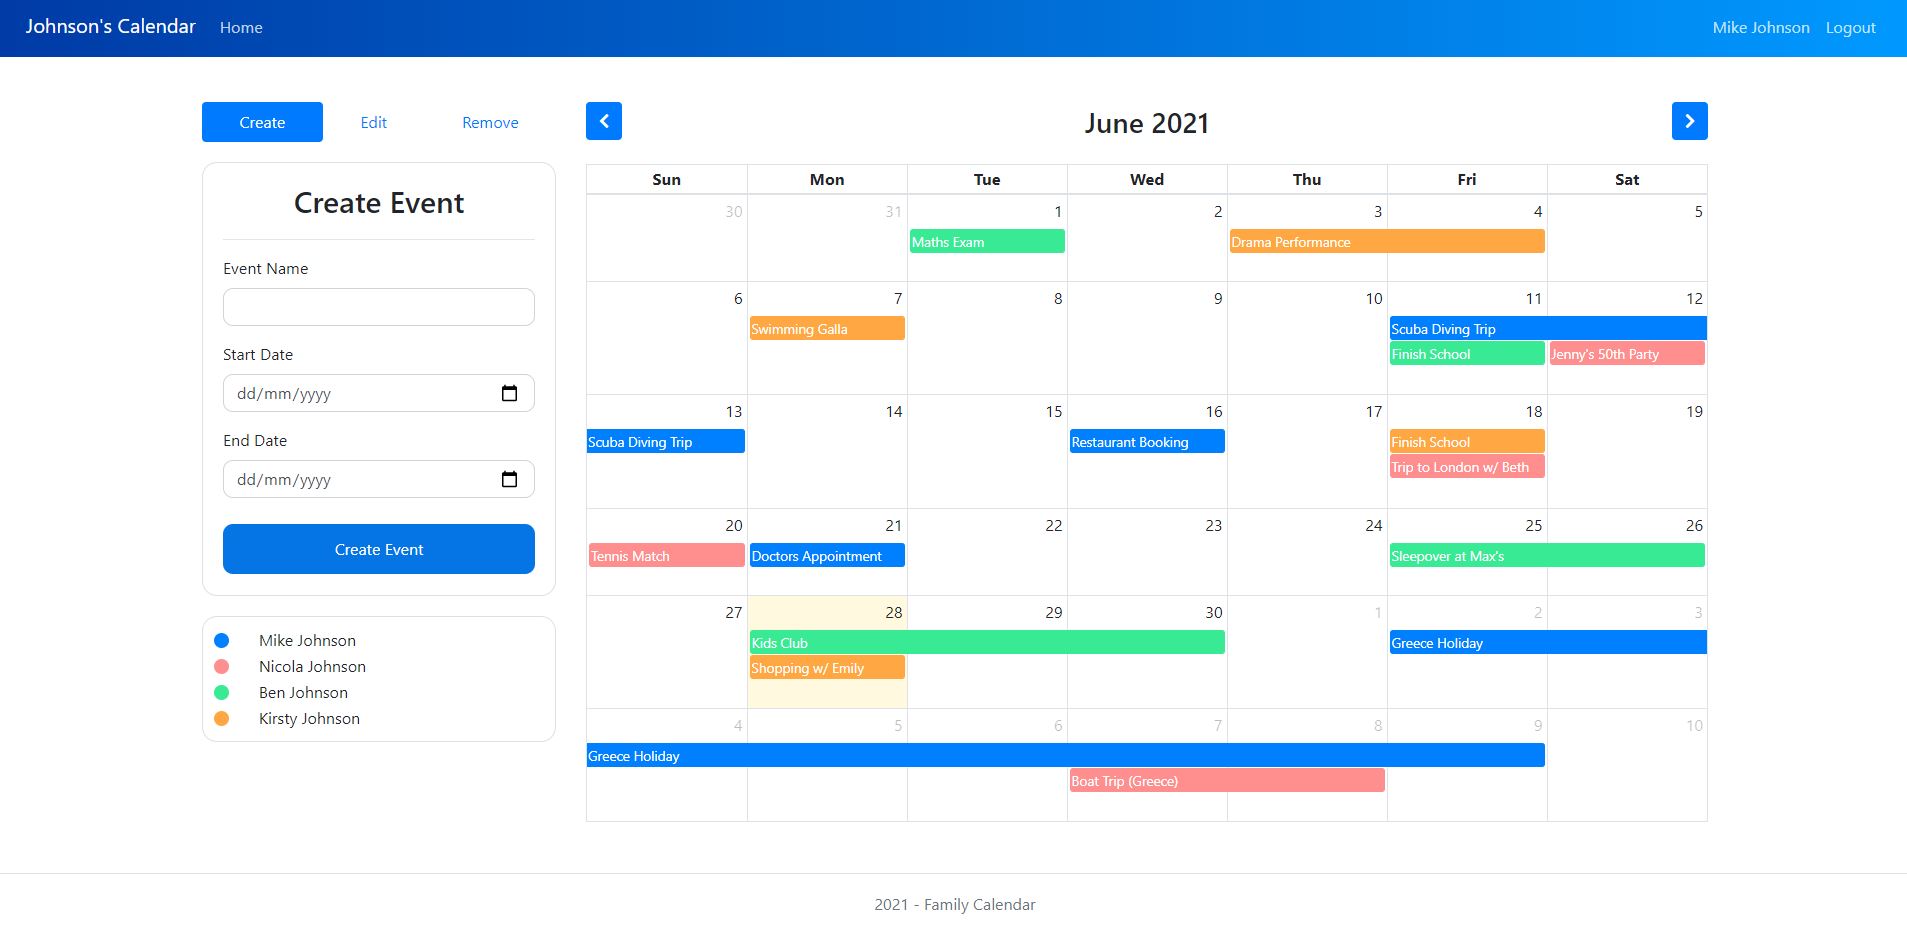 Johnson's Calendar Home Mike Johnson Logout
Create Edit Remove
Create Event
Event Name
Start Date
dd/mm/yyyy
End Date
dd/mm/yyyy
Create Event
Mike Johnson
Nicola Johnson
Ben Johnson
Kirsty Johnson
June 2021
Sun Mon Tue Wed Thu Fri Sat
30 31 1 2 3 4 5
Maths Exam Drama Performance
6 7 8 9 10 11 12
Swimming Galla Scuba Diving Trip
Finish School Jenny's 50th Party
13 14 15 16 17 18 19
Scuba Diving Trip Restaurant Booking Finish School
Trip to London w/ Beth
20 21 22 23 24 25 26
Tennis Match Doctors Appointment Sleepover at Max's
27 28 29 30 1 2 3
Kids Club Greece Holiday
Shopping w/ Emily
4 5 6 7 8 9 10
Greece Holiday
Boat Trip (Greece)
2021 - Family Calendar